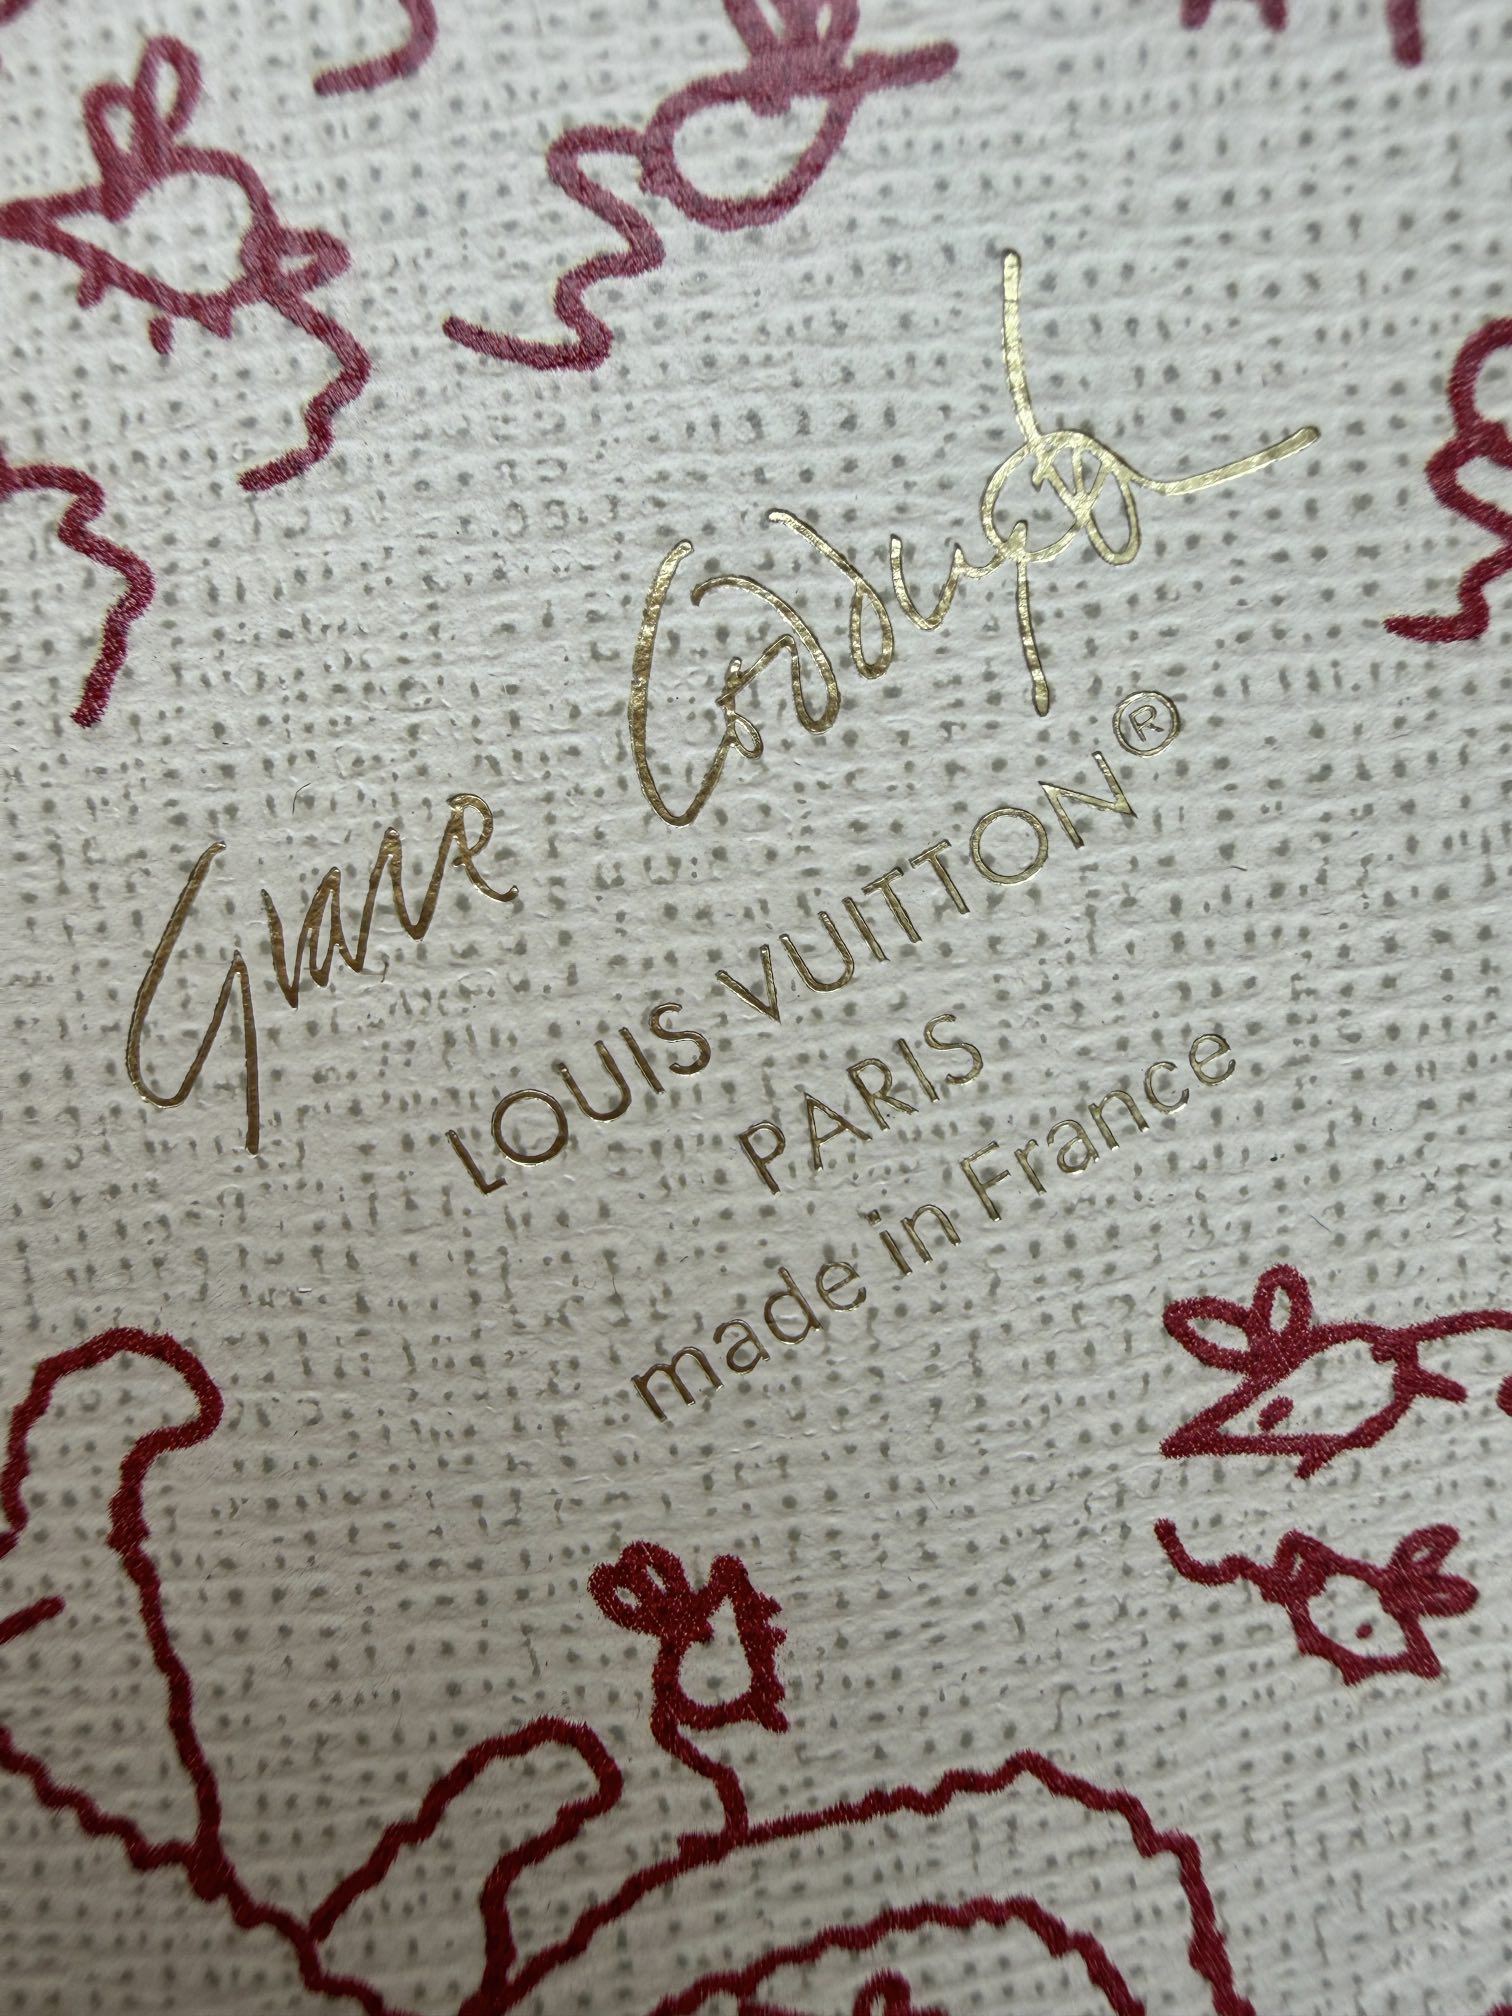 Grace Coddington
LOUIS VUITTON®
PARIS
made in France